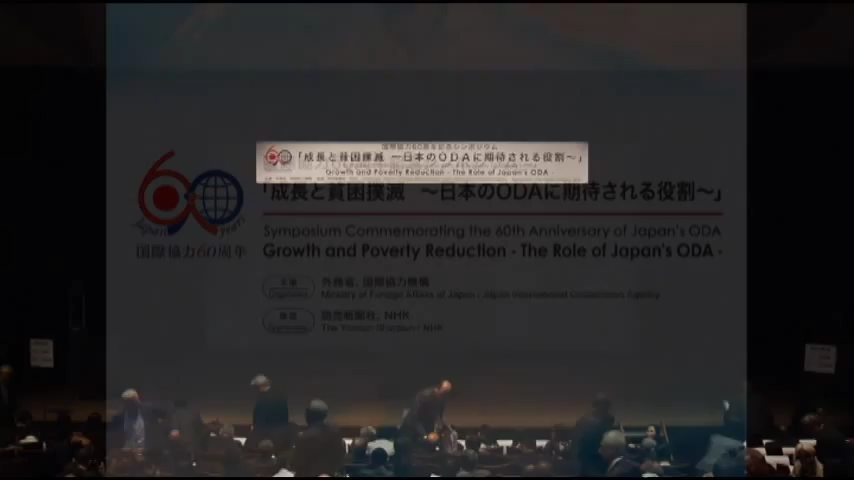 国際協力60周年記念シンポジウム
60
「成長と貧困撲滅 ～日本のODAに期待される役割～」
Growth and Poverty Reduction - The Role of Japan's ODA -
「成長と貧困撲滅 ～日本のODAに期待される役割～」
60
Japan years
Symposium Commemorating the 60th Anniversary of Japan's ODA
国際協力60周年
Growth and Poverty Reduction - The Role of Japan's ODA -
主催
外務省, 国際協力機構
Organizers
Ministry of Foreign Affairs of Japan / Japan International Cooperation Agency
読売新聞社, NHK
The Yomiuri Shimbun / NHK